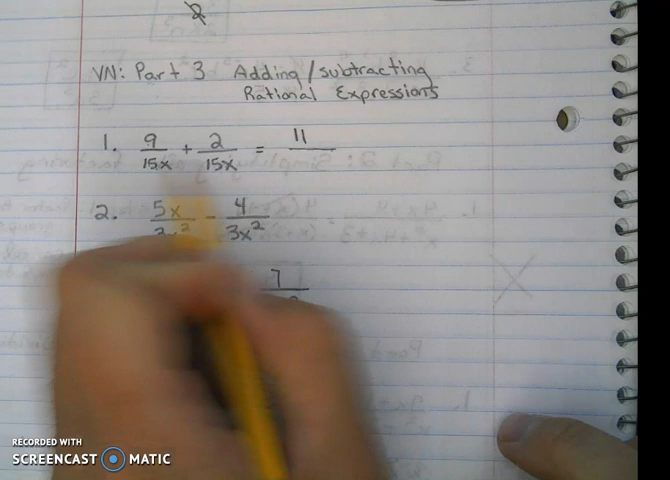 VN: Part 3 Adding/subtracting
Rational Expressions
1. 9/15x + 2/15x = 11
2. 5x/3x² - 4/3x²
7
RECORDED WITH
SCREENCAST MATIC